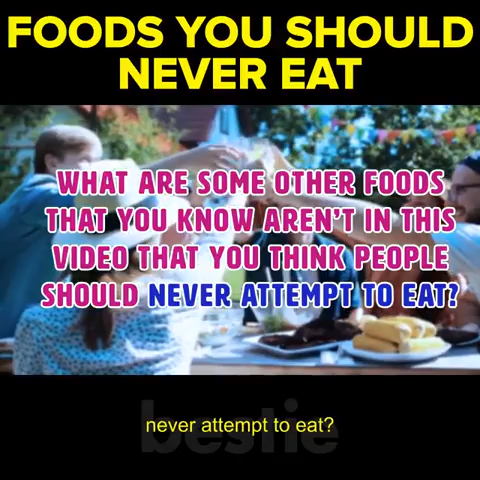 FOODS YOU SHOULD
NEVER EAT
WHAT ARE SOME OTHER FOODS
THAT YOU KNOW AREN'T IN THIS
VIDEO THAT YOU THINK PEOPLE
SHOULD NEVER ATTEMPT TO EAT?
bestie
never attempt to eat?